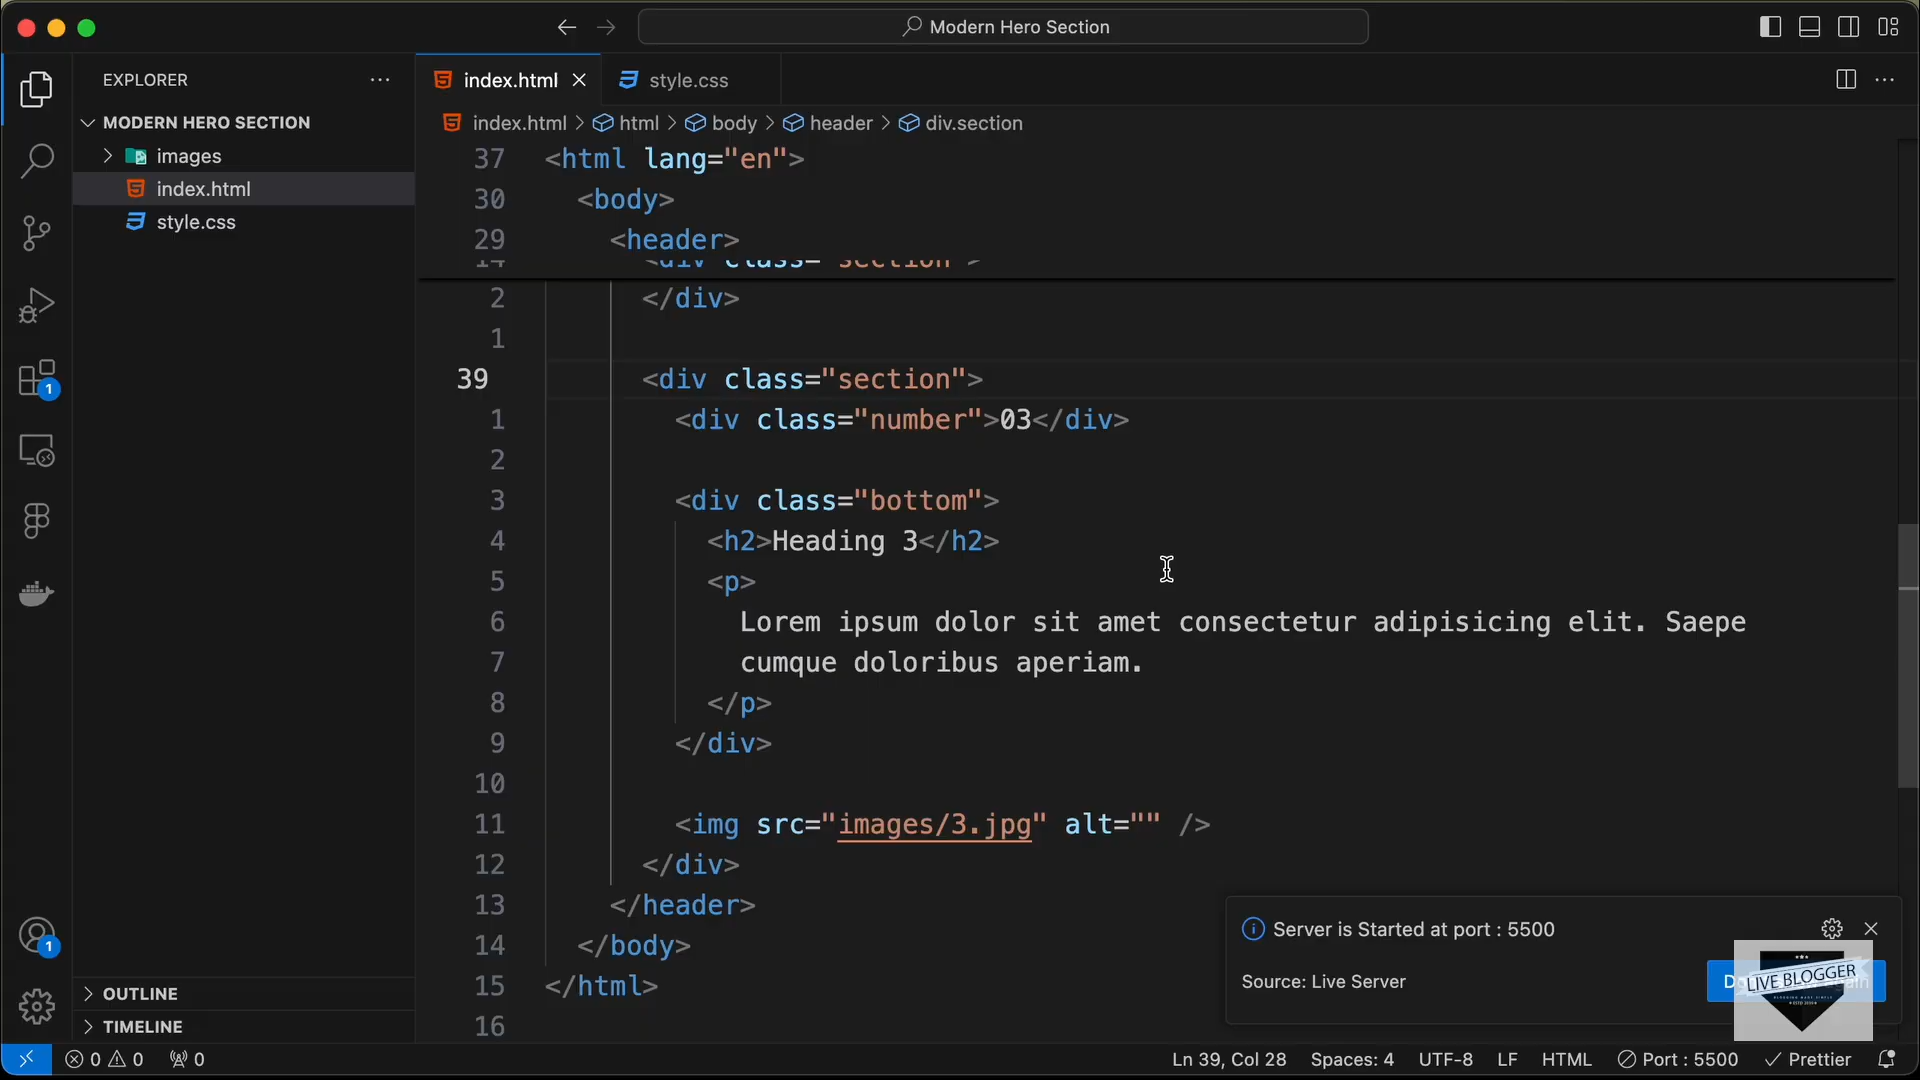 Modern Hero Section
EXPLORER
MODERN HERO SECTION
images
index.html
style.css
index.html
style.css
index.html > html > body > header > div.section
37 <html lang="en">
30 <body>
29 <header>
14 <div class="section">
2 </div>
1
39 <div class="section">
1 <div class="number">03</div>
2
3 <div class="bottom">
4 <h2>Heading 3</h2>
5 <p>
6 Lorem ipsum dolor sit amet consectetur adipisicing elit. Saepe
7 cumque doloribus aperiam.
8 </p>
9 </div>
10
11 <img src="images/3.jpg" alt="" />
12 </div>
13 </header>
14 </body>
15 </html>
16
1
1
OUTLINE
TIMELINE
Server is Started at port : 5500
Source: Live Server
LIVE BLOGGER
0 0 0
Ln 39, Col 28 Spaces: 4 UTF-8 LF HTML Port : 5500 Prettier